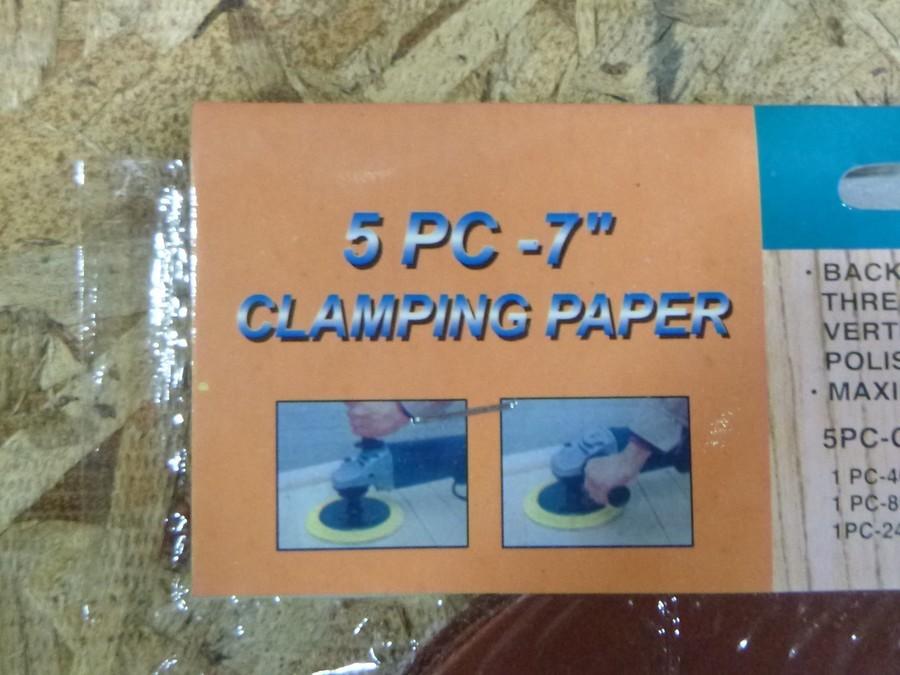 5 PC -7"
CLAMPING PAPER
· BACK
THRE
VERT
POLIS
· MAXI
5PC-
1 PC-4
1 PC-8
1PC-24